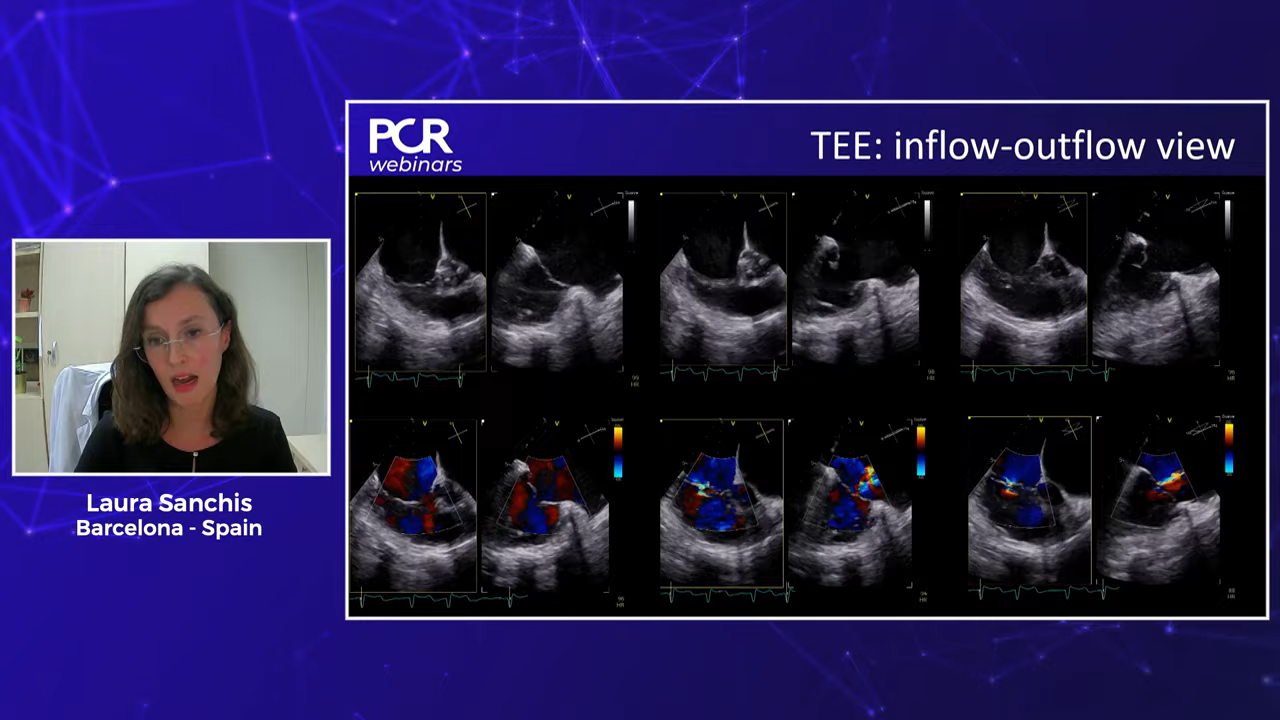 PCR
webinars
TEE: inflow-outflow view
Laura Sanchis
Barcelona - Spain